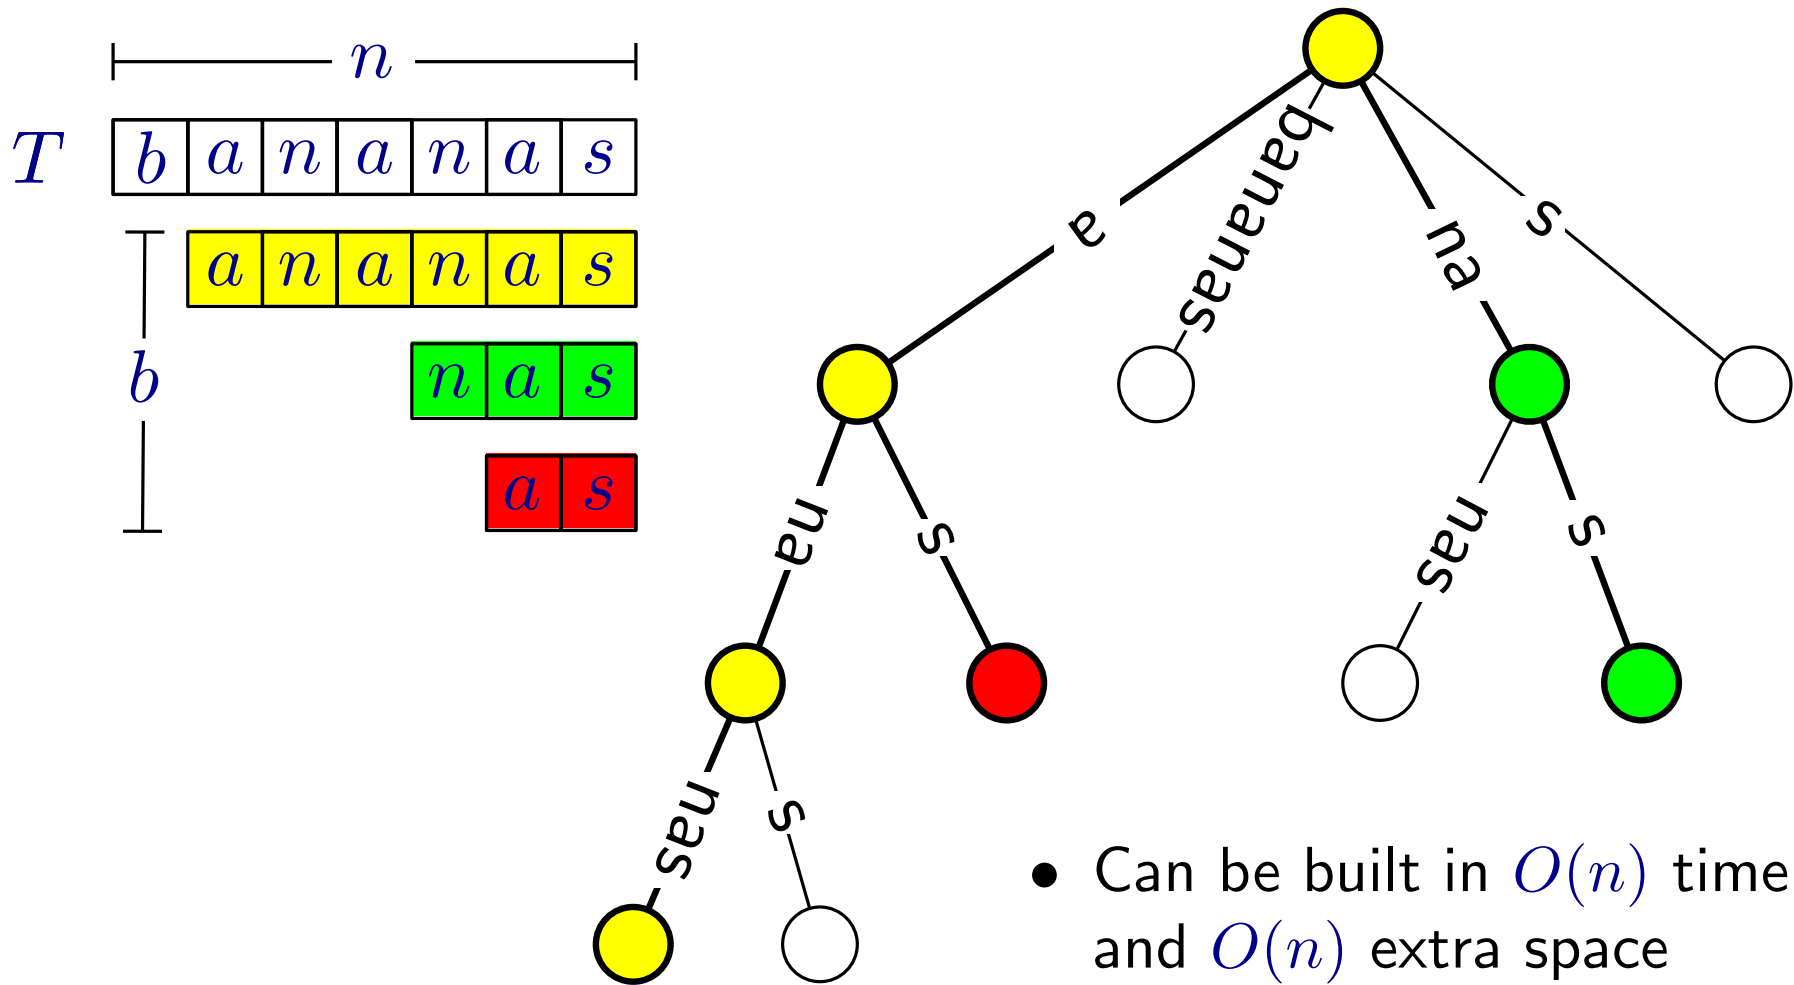 n
T b a n a n a s
a n a n a s
b
n a s
a s
a
bananas
na
s
na
s
nas
s
nas
s
• Can be built in O(n) time
and O(n) extra space